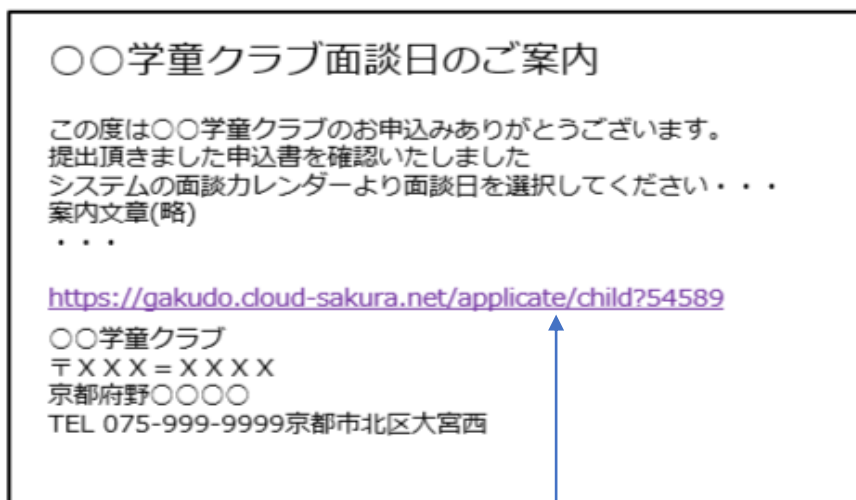 ○○学童クラブ面談日のご案内
この度は○○学童クラブのお申込みありがとうございます。
提出頂きました申込書を確認いたしました
システムの面談カレンダーより面談日を選択してください・・・
案内文章(略)
・・・
https://gakudo.cloud-sakura.net/applicate/child?54589
○○学童クラブ
〒XXX=XXXX
京都府野○○○○
TEL 075-999-9999京都市北区大宮西